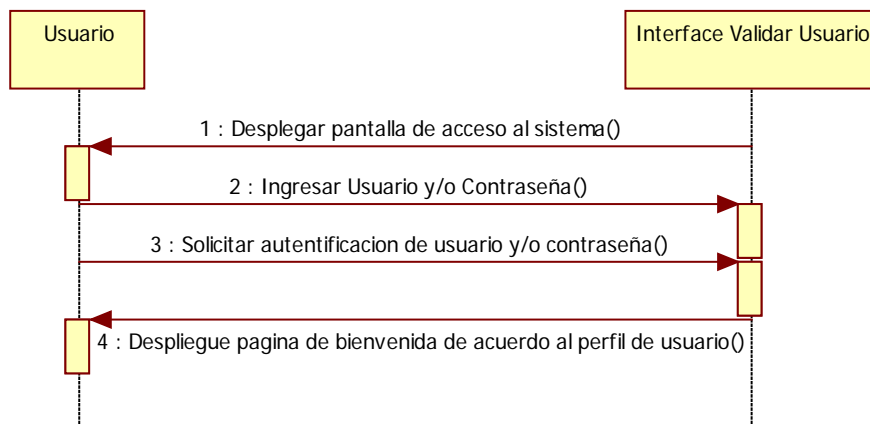 Usuario
Interface Validar Usuario
1 : Desplegar pantalla de acceso al sistema()
2 : Ingresar Usuario y/o Contraseña()
3 : Solicitar autentificacion de usuario y/o contraseña()
4 : Despliegue pagina de bienvenida de acuerdo al perfil de usuario()